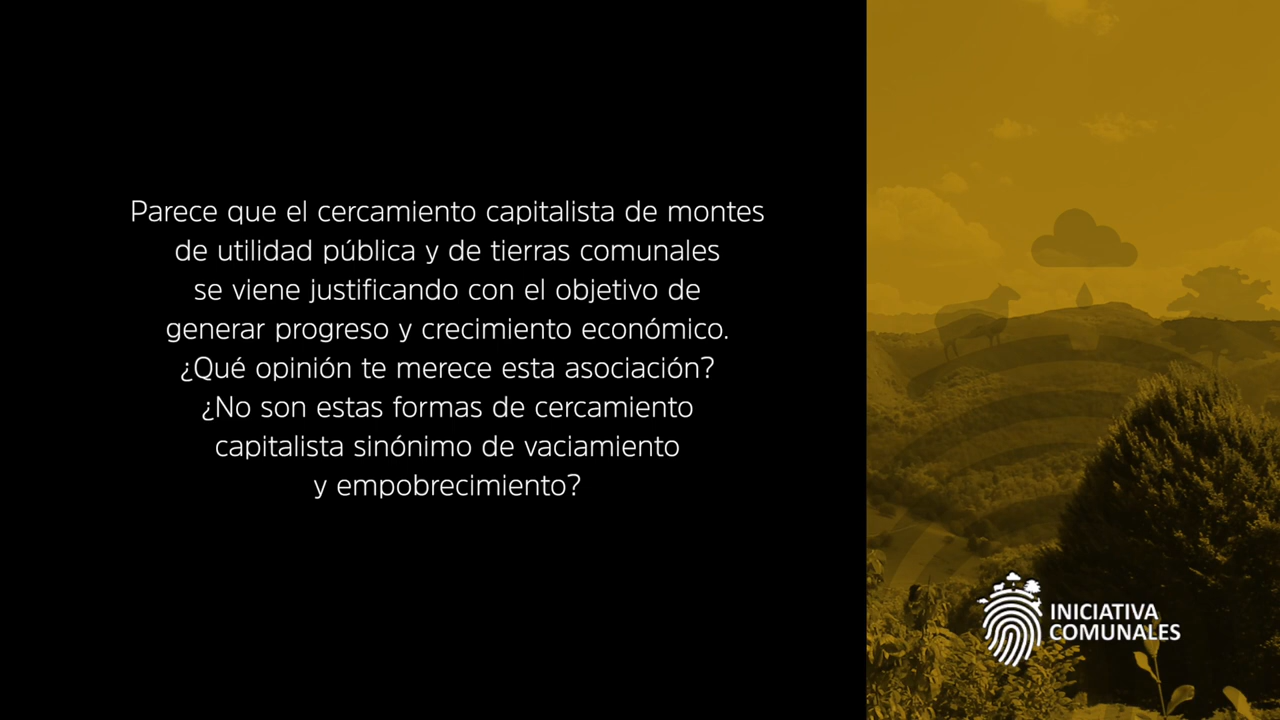 Parece que el cercamiento capitalista de montes
de utilidad pública y de tierras comunales
se viene justificando con el objetivo de
generar progreso y crecimiento económico.
¿Qué opinión te merece esta asociación?
¿No son estas formas de cercamiento
capitalista sinónimo de vaciamiento
y empobrecimiento?
INICIATIVA
COMUNALES